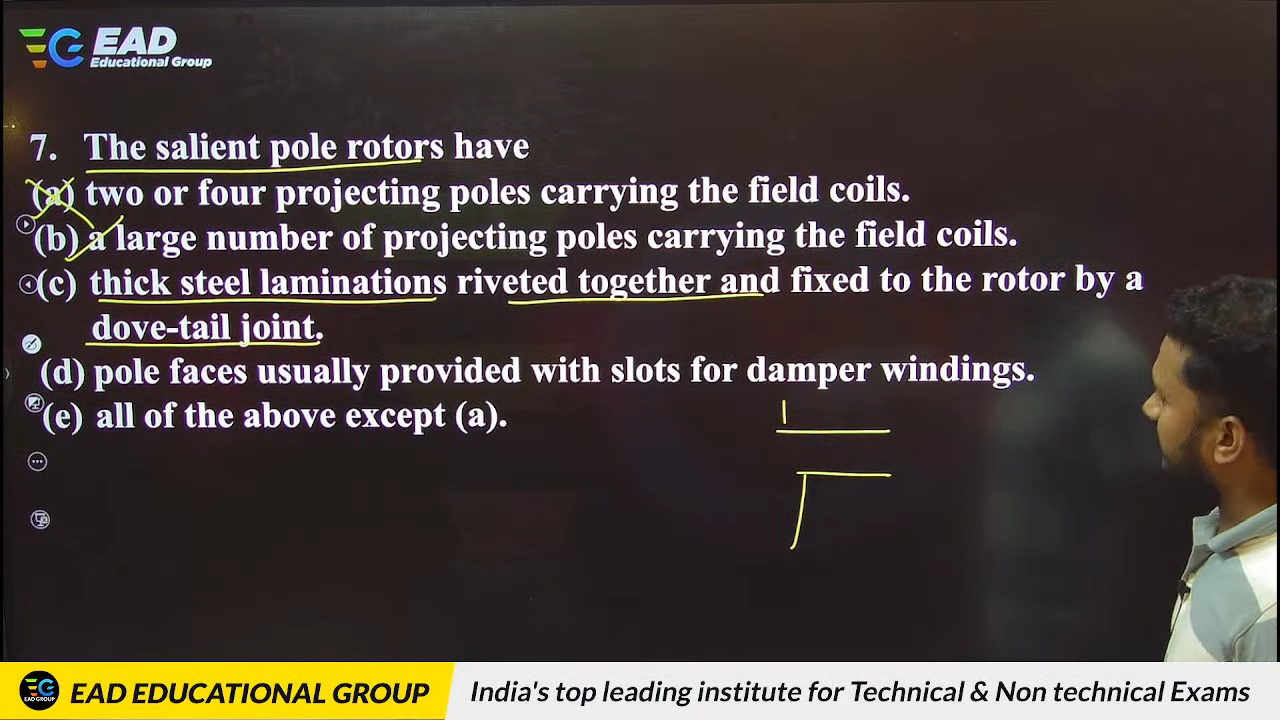 EAD
Educational Group
7. The salient pole rotors have
(a) two or four projecting poles carrying the field coils.
(b) a large number of projecting poles carrying the field coils.
(c) thick steel laminations riveted together and fixed to the rotor by a
dove-tail joint.
(d) pole faces usually provided with slots for damper windings.
(e) all of the above except (a).
EAD GROUP
EAD EDUCATIONAL GROUP
India's top leading institute for Technical & Non technical Exams